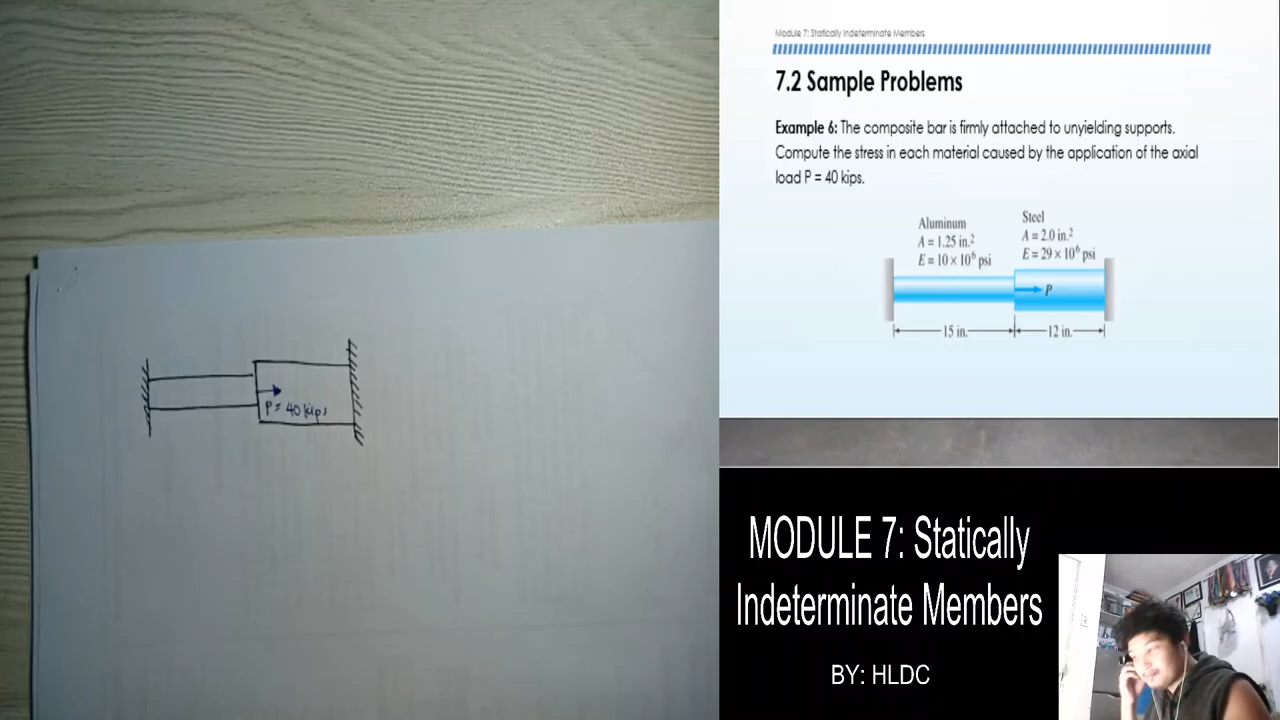 P = 40 kips
Module 7: Statically Indeterminate Members
7.2 Sample Problems
Example 6: The composite bar is firmly attached to unyielding supports.
Compute the stress in each material caused by the application of the axial
load P = 40 kips.
Aluminum
A = 1.25 in.²
E = 10 × 10⁶ psi
Steel
A = 2.0 in.²
E = 29 × 10⁶ psi
P
15 in.
12 in.
MODULE 7: Statically
Indeterminate Members
BY: HLDC